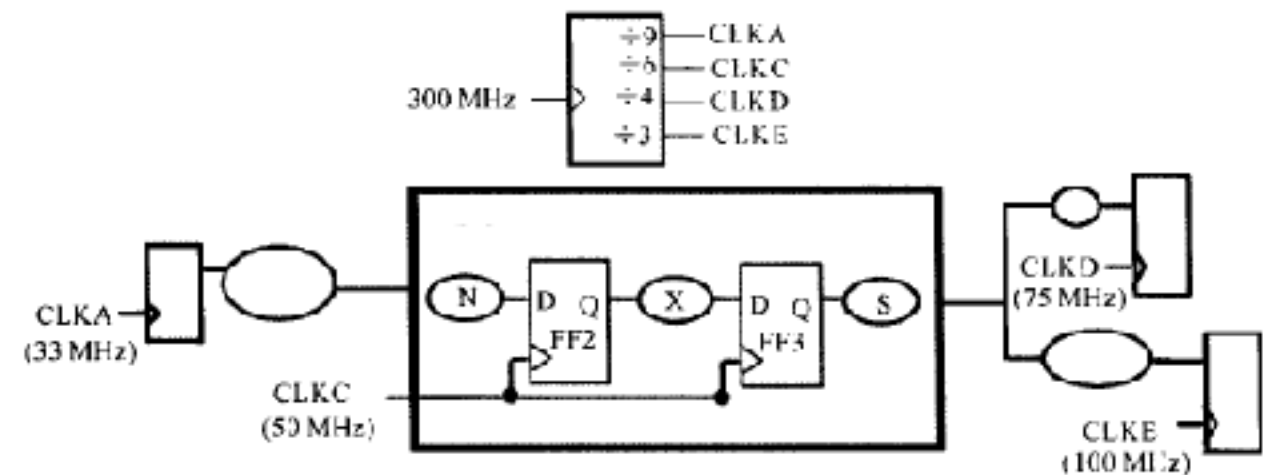 ÷9 CLKA
÷6 CLKC
300 MHz ÷4 CLKD
÷3 CLKE
N D Q X D Q S
FF2 FF3
CLKA
(33 MHz)
CLKC
(50 MHz)
CLKD
(75 MHz)
CLKE
(100 MHz)